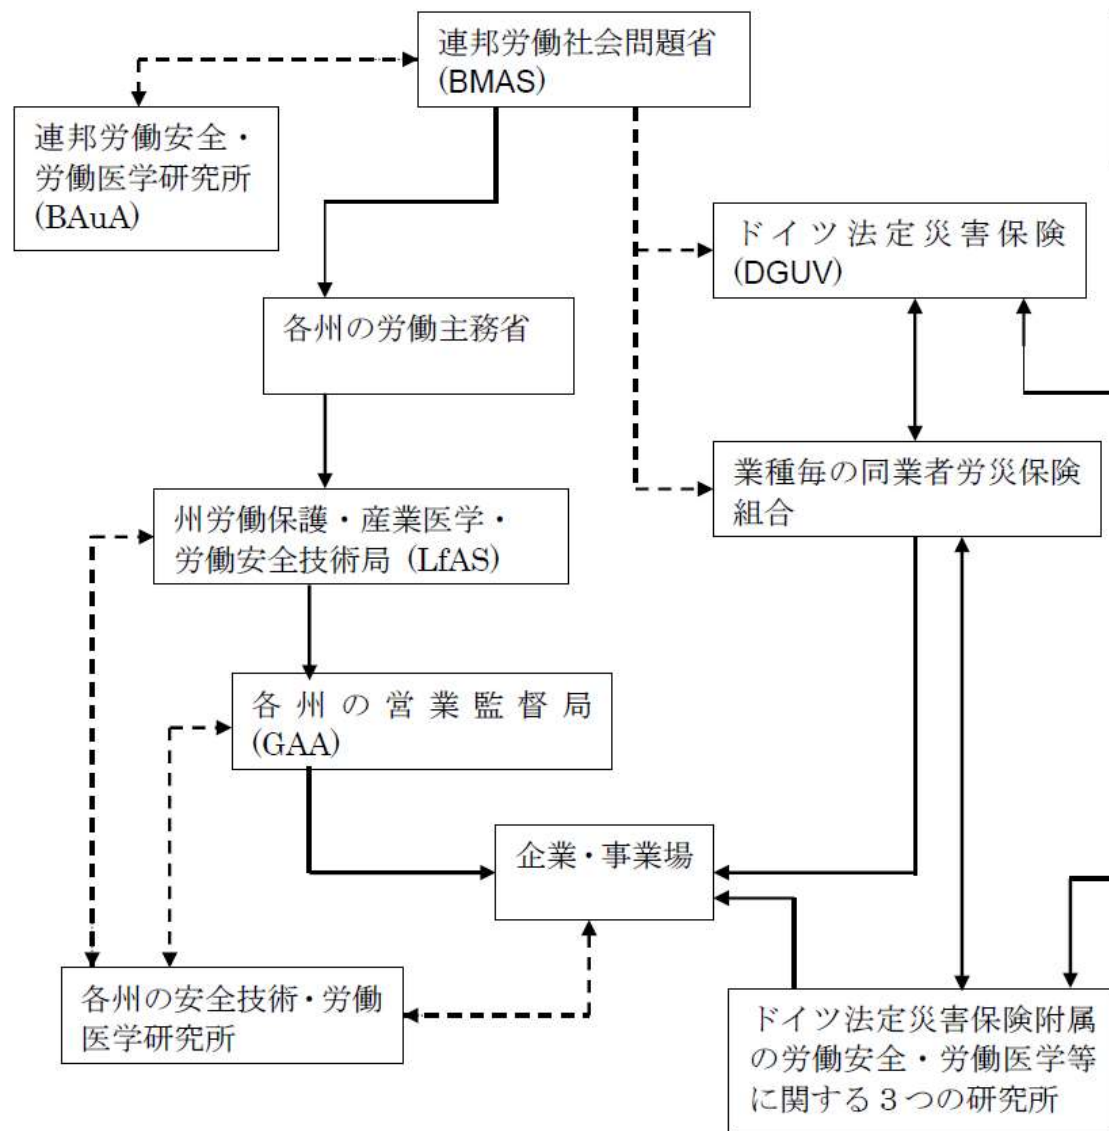 連邦労働社会問題省
(BMAS)
連邦労働安全・
労働医学研究所
(BAuA)
ドイツ法定災害保険
(DGUV)
各州の労働主務省
業種毎の同業者労災保険
組合
州労働保護・産業医学・
労働安全技術局 (LfAS)
各州の営業監督局
(GAA)
企業・事業場
各州の安全技術・労働
医学研究所
ドイツ法定災害保険附属
の労働安全・労働医学等
に関する３つの研究所